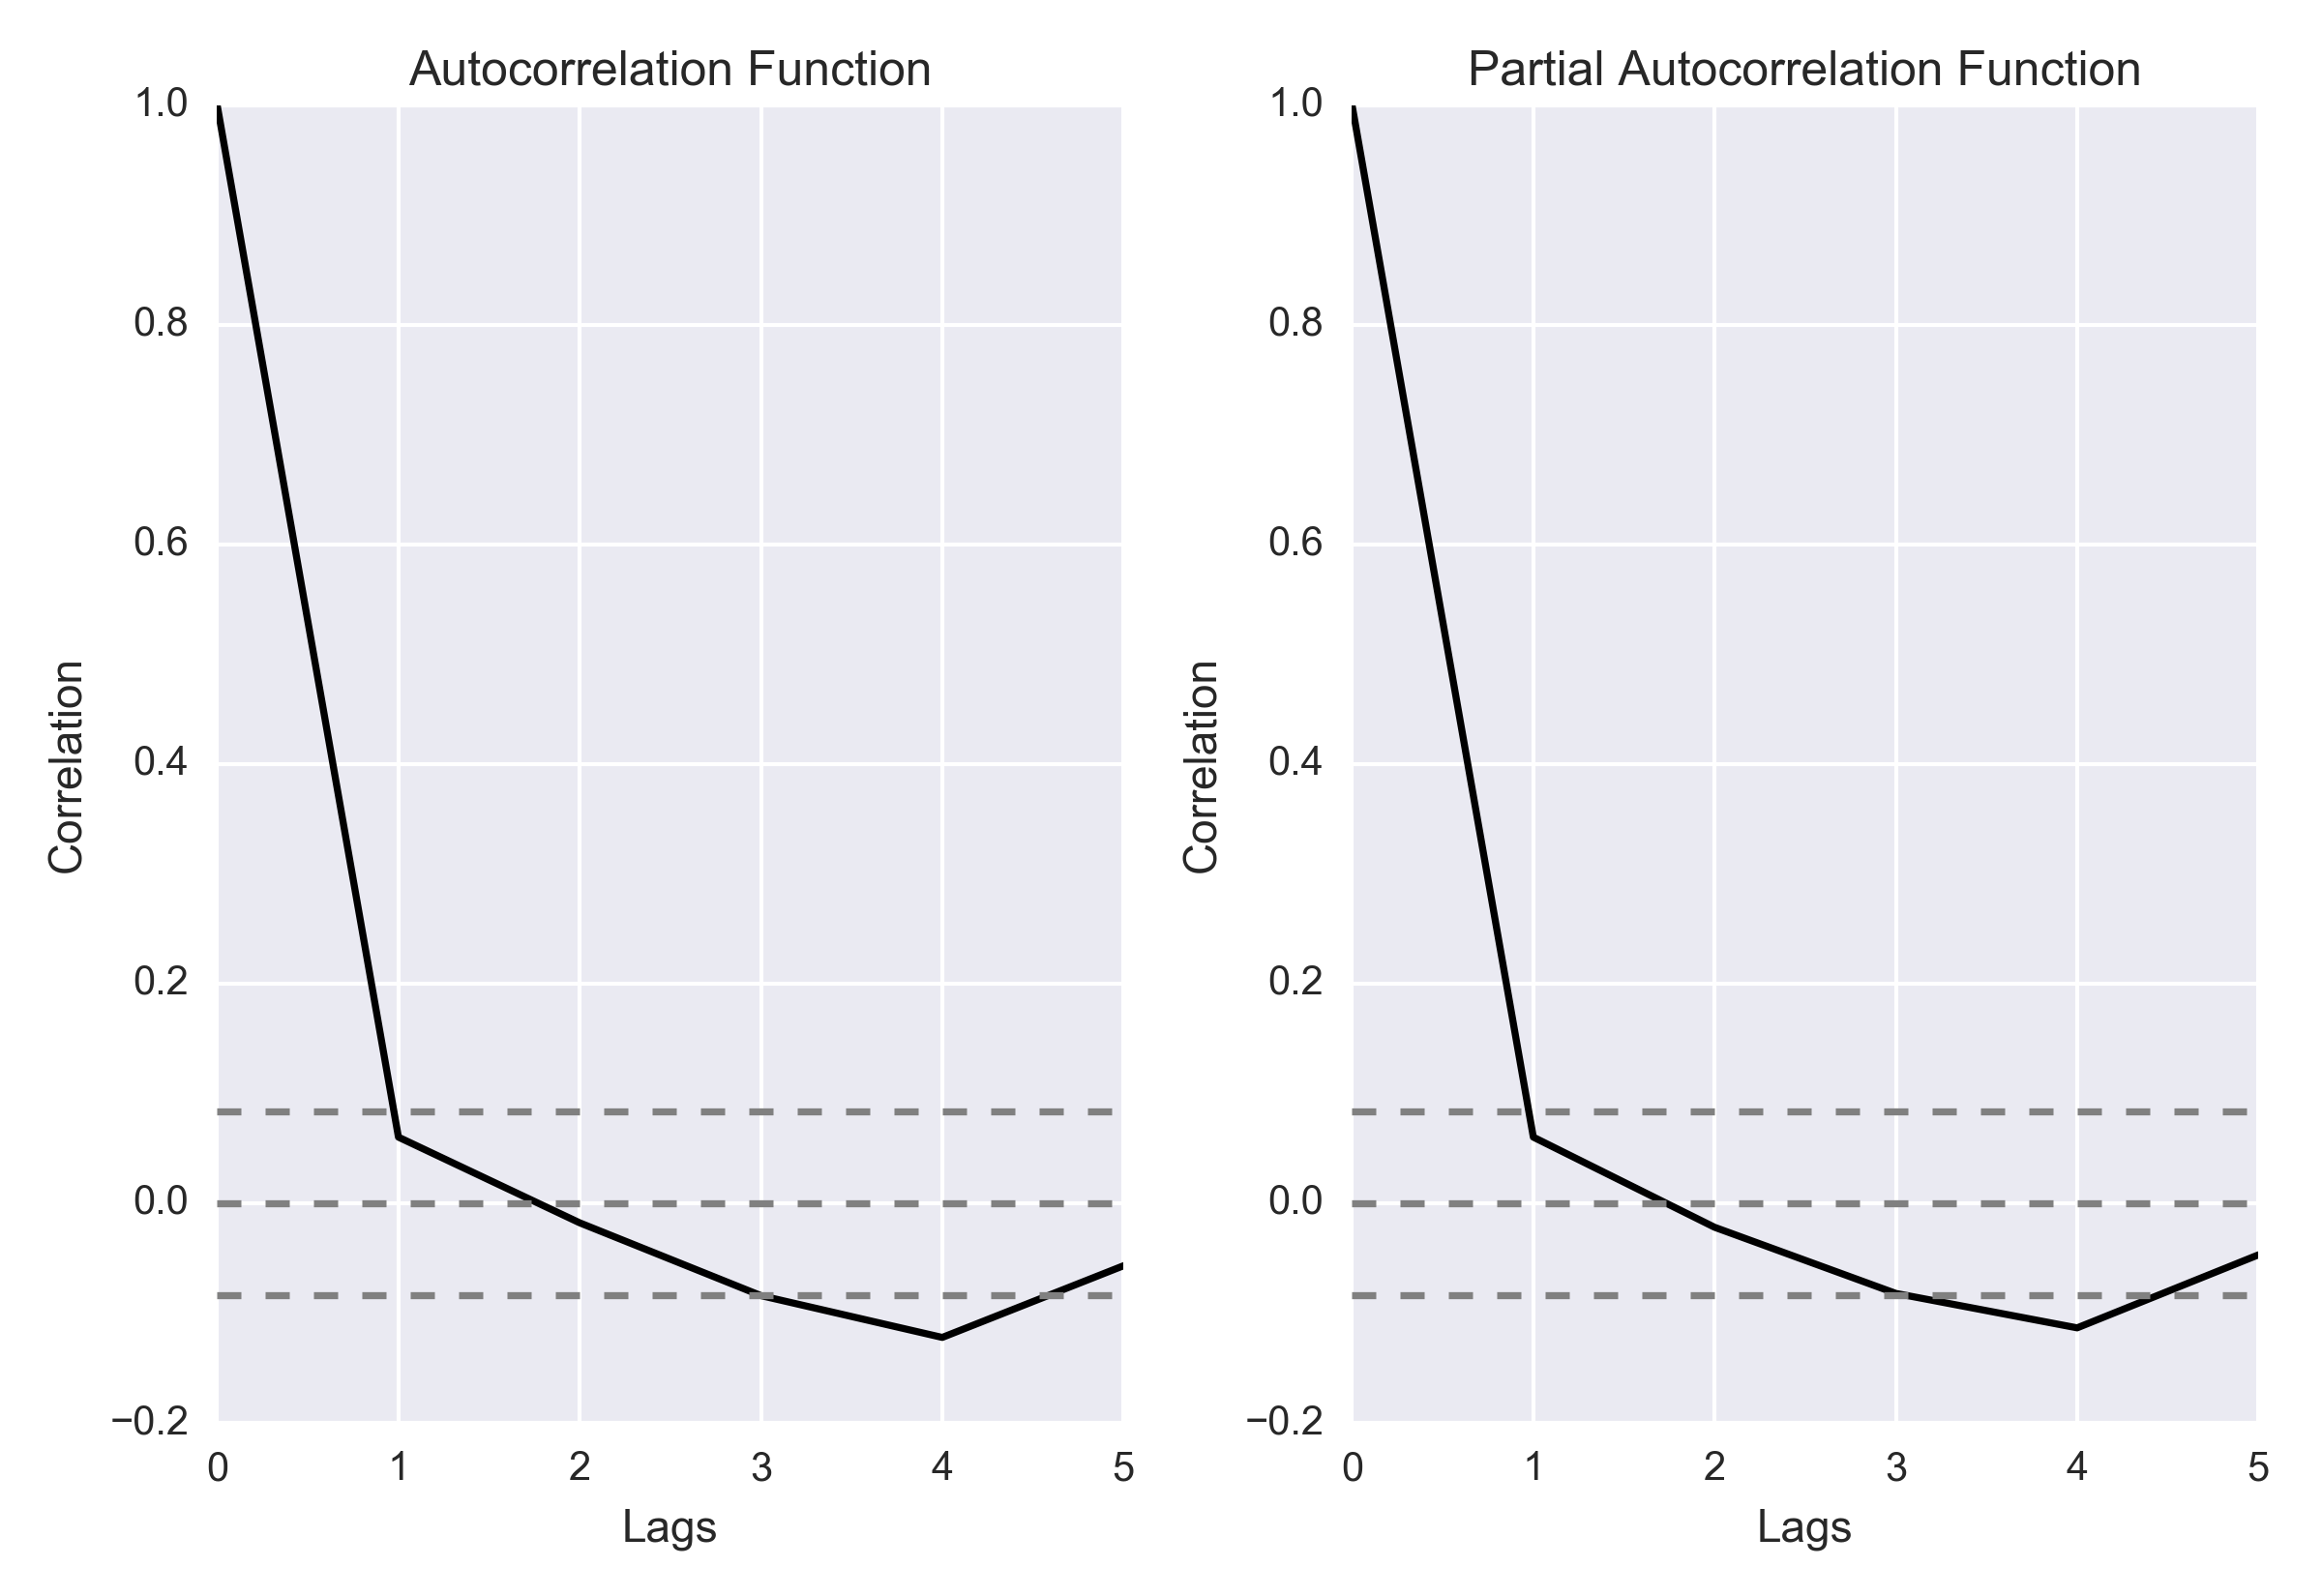 Autocorrelation Function
1.0
0.8
0.6
0.4
0.2
0.0
−0.2
Correlation
0 1 2 3 4 5
Lags
Partial Autocorrelation Function
1.0
0.8
0.6
0.4
0.2
0.0
−0.2
Correlation
0 1 2 3 4 5
Lags